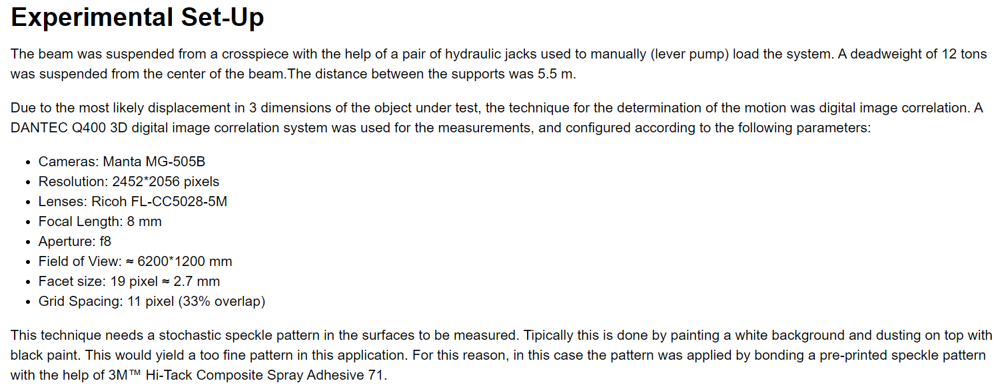 Experimental Set-Up
The beam was suspended from a crosspiece with the help of a pair of hydraulic jacks used to manually (lever pump) load the system. A deadweight of 12 tons
was suspended from the center of the beam.The distance between the supports was 5.5 m.
Due to the most likely displacement in 3 dimensions of the object under test, the technique for the determination of the motion was digital image correlation. A
DANTEC Q400 3D digital image correlation system was used for the measurements, and configured according to the following parameters:
• Cameras: Manta MG-505B
• Resolution: 2452*2056 pixels
• Lenses: Ricoh FL-CC5028-5M
• Focal Length: 8 mm
• Aperture: f8
• Field of View: ≈ 6200*1200 mm
• Facet size: 19 pixel ≈ 2.7 mm
• Grid Spacing: 11 pixel (33% overlap)
This technique needs a stochastic speckle pattern in the surfaces to be measured. Tipically this is done by painting a white background and dusting on top with
black paint. This would yield a too fine pattern in this application. For this reason, in this case the pattern was applied by bonding a pre-printed speckle pattern
with the help of 3M™ Hi-Tack Composite Spray Adhesive 71.